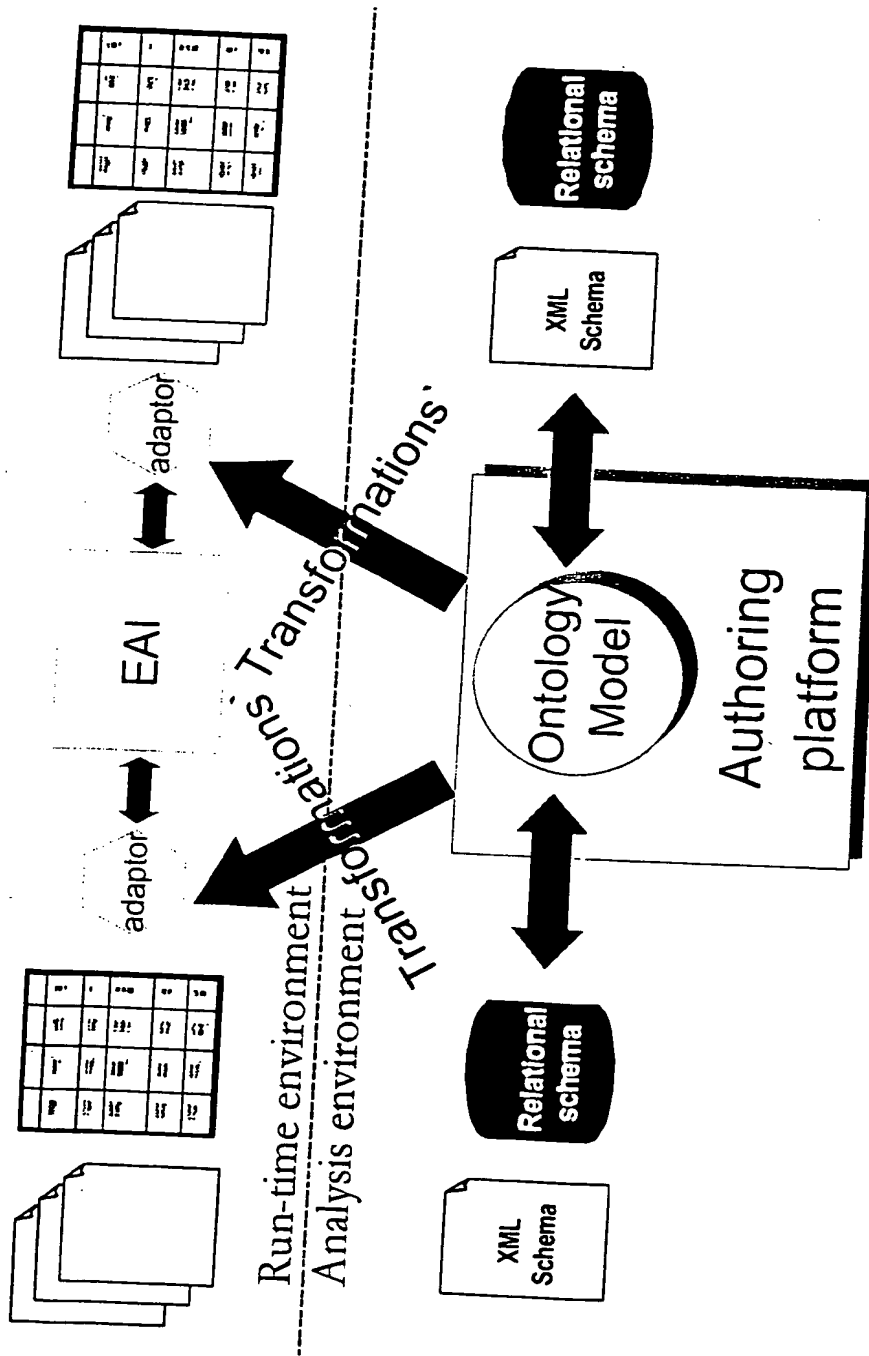 adaptor
EAI
adaptor
Run-time environment
Analysis environment
Transformations
Transformations
XML
Schema
Relational
schema
Ontology
Model
Authoring
platform
XML
Schema
Relational
schema